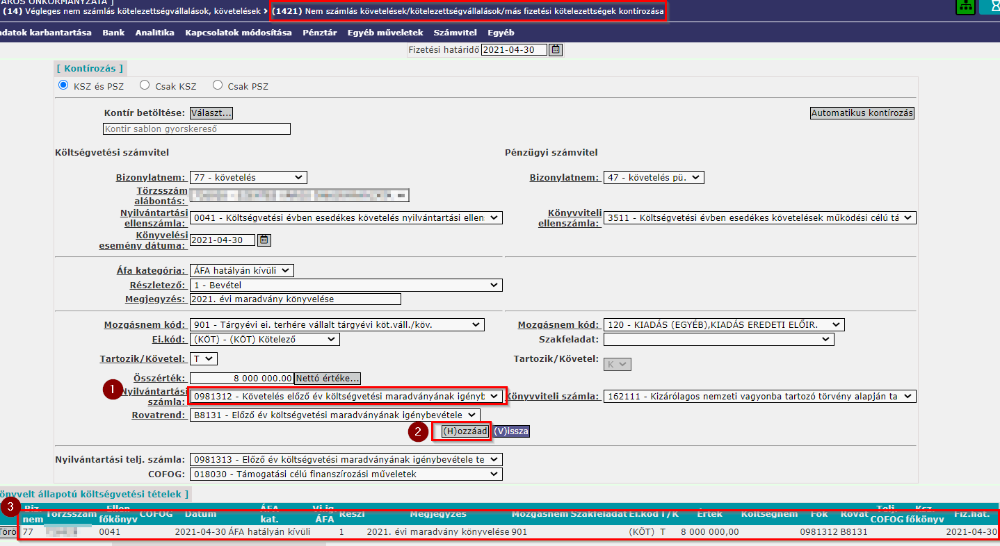 ÁROS ÖNKORMÁNYZATA ]
(14) Végleges nem számlás kötelezettségvállalások, követelések > (1421) Nem számlás követelések/kötelezettségvállalások/más fizetési kötelezettségek kontírozása
adatok karbantartása Bank Analitika Kapcsolatok módosítása Pénztár Egyéb műveletek Számvitel Egyéb
Fizetési határidő 2021-04-30
[ Kontírozás ]
KSZ és PSZ Csak KSZ Csak PSZ
Kontír betöltése: Választ... Automatikus kontírozás
Kontir sablon gyorskereső
Költségvetési számvitel Pénzügyi számvitel
Bizonylatnem: 77 - követelés Bizonylatnem: 47 - követelés pü.
Törzsszám
alábontás:
Nyilvántartási
ellenszámla: 0041 - Költségvetési évben esedékes követelés nyilvántartási ellen:
Könyvviteli
ellenszámla: 3511 - Költségvetési évben esedékes követelések működési célú tá
Könyvelési
esemény dátuma: 2021-04-30
Áfa kategória: ÁFA hatályán kívüli
Részletező: 1 - Bevétel
Megjegyzés: 2021. évi maradvány könyvelése
Mozgásnem kód: 901 - Tárgyévi ei. terhére vállalt tárgyévi köt.váll./köv. Mozgásnem kód: 120 - KIADÁS (EGYÉB),KIADÁS EREDETI ELŐIR.
Ei.kód: (KÖT) - (KÖT) Kötelező Szakfeladat:
Tartozik/Követel: T Tartozik/Követel: K
Összérték: 8 000 000.00 Nettó értéke...
1
Nyilvántartási
számla: 0981312 - Követelés előző év költségvetési maradványának igényb Könyvviteli számla: 162111 - Kizárólagos nemzeti vagyonba tartozó törvény alapján ta
Rovatrend: B8131 - Előző év költségvetési maradványának igénybevétele
2 (H)ozzáad (V)issza
Nyilvántartási telj. számla: 0981313 - Előző év költségvetési maradványának igénybevétele te
COFOG: 018030 - Támogatási célú finanszírozási műveletek
önyvelt állapotú költségvetési tételek ]
3
Biz. nem Törzsszám Ellen főkönyv COFOG Dátum ÁFA kat. Vi.ig. ÁFA Részl Megjegyzés Mozgásnem Szakfeladat Ei.kód T/K Érték Költségnem Fők Rovat Telj. COFOG Ksz. főkönyv Fiz.hat.
Törö 77 0041 2021-04-30 ÁFA hatályán kívüli 1 2021. évi maradvány könyvelése 901 (KÖT) T 8 000 000,00 0981312 B8131 2021-04-30